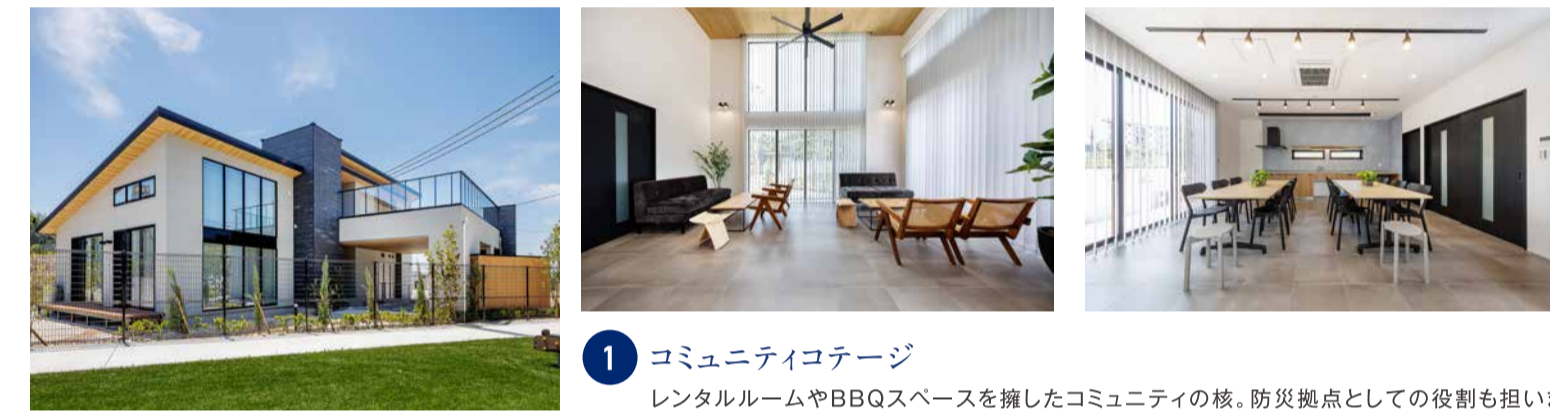 1 コミュニティコテージ
レンタルルームやBBQスペースを擁したコミュニティの核。防災拠点としての役割も担い